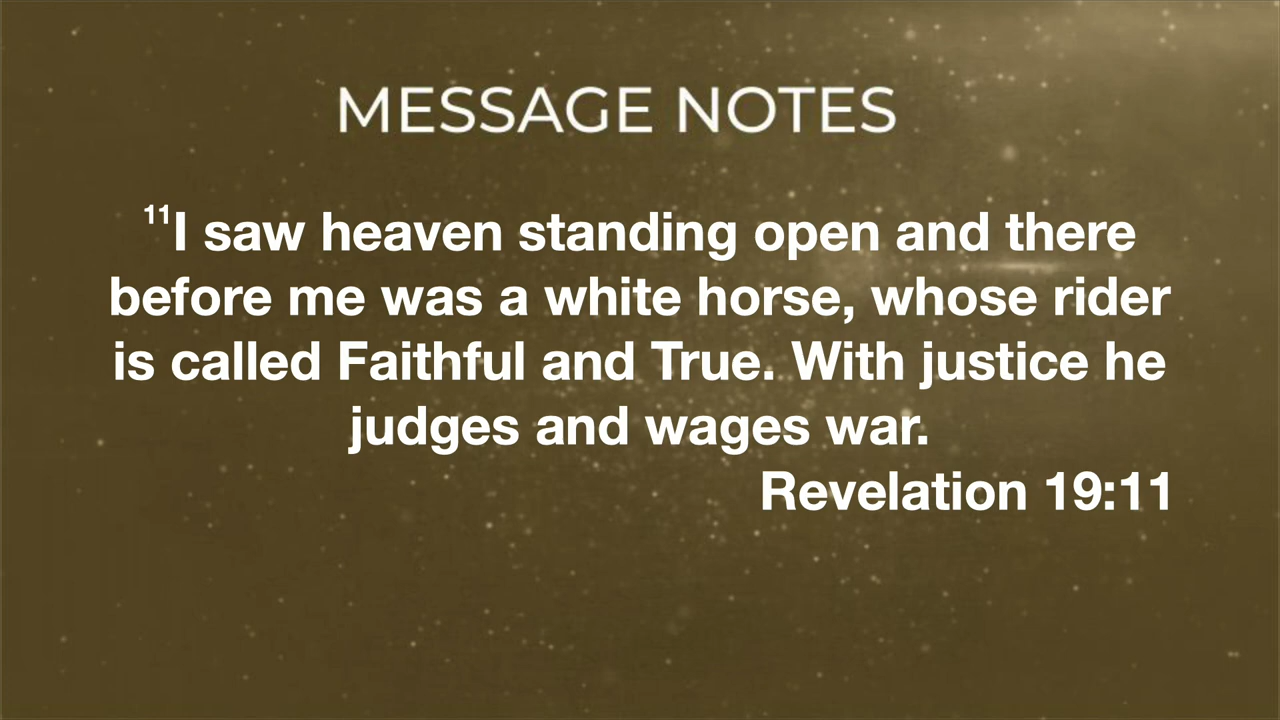 MESSAGE NOTES
¹¹I saw heaven standing open and there
before me was a white horse, whose rider
is called Faithful and True. With justice he
judges and wages war.
Revelation 19:11